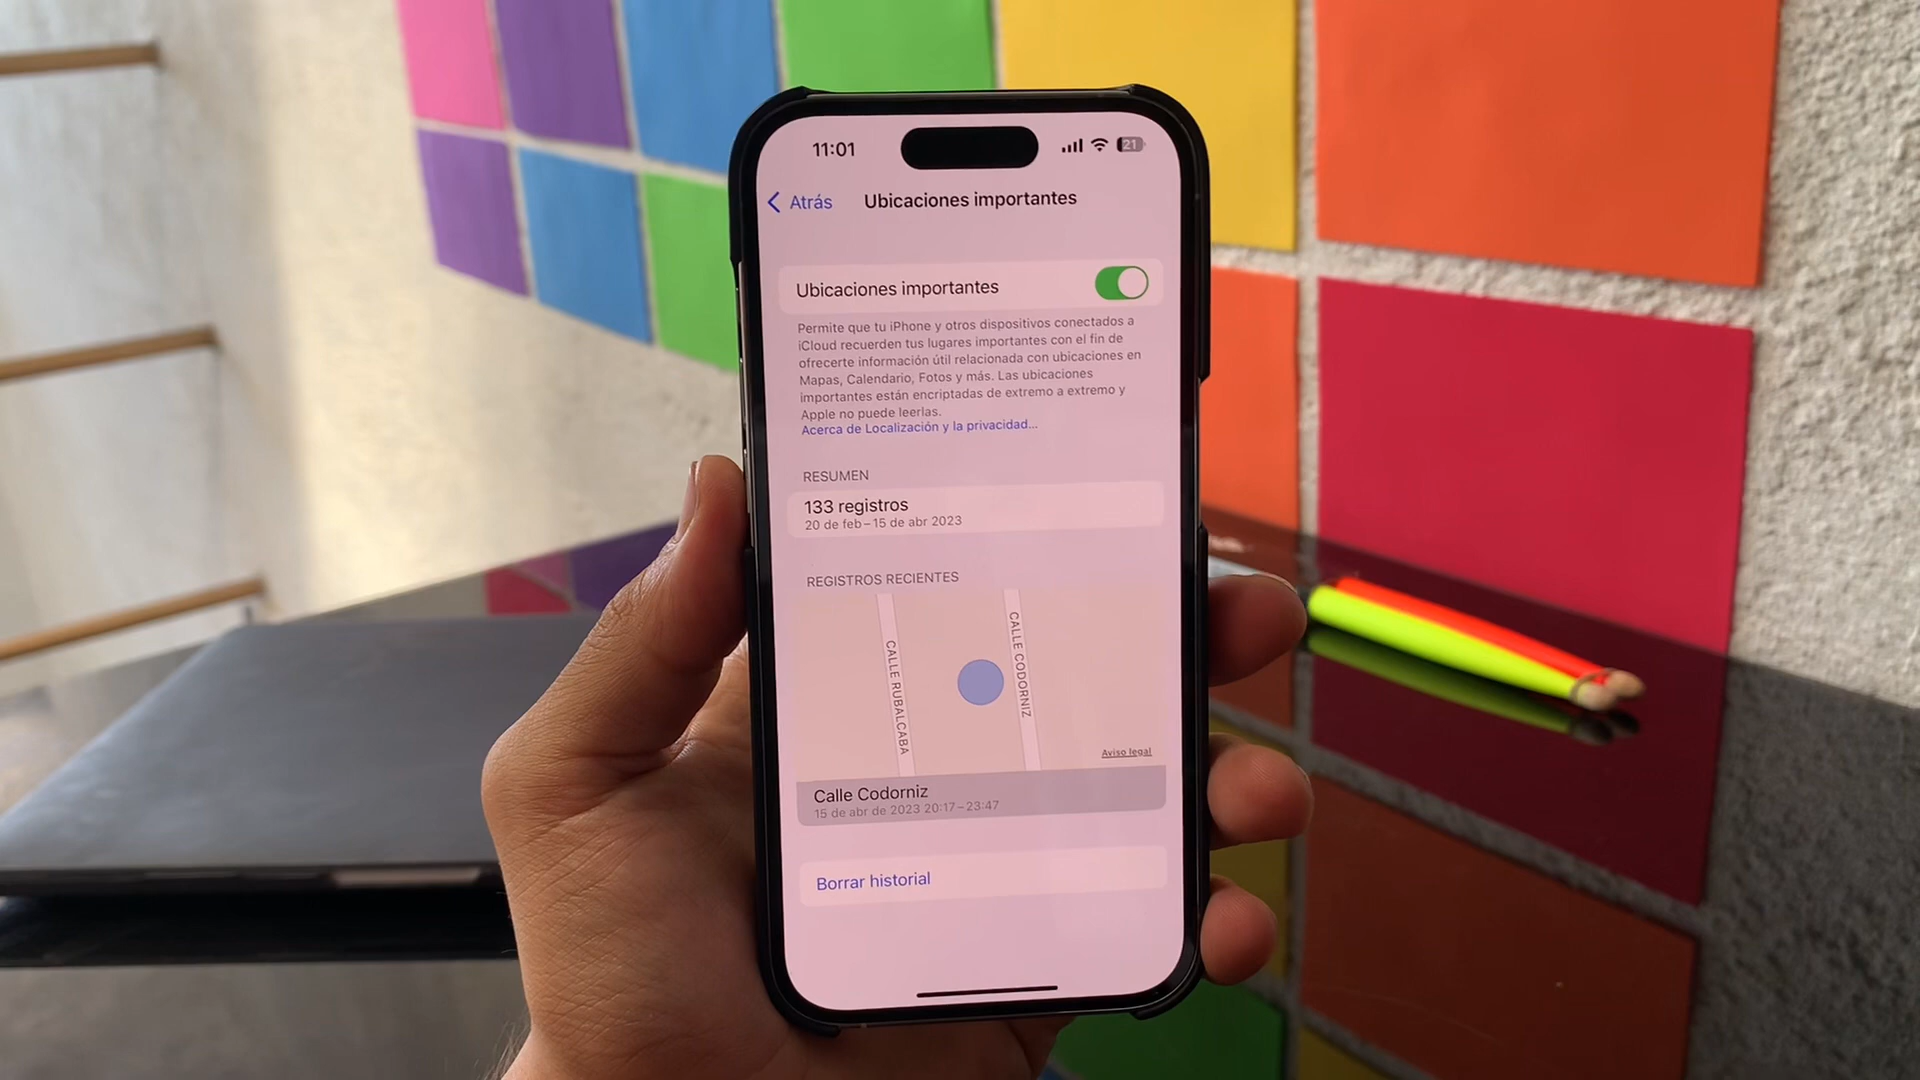 11:01
21
Atrás
Ubicaciones importantes
Ubicaciones importantes
Permite que tu iPhone y otros dispositivos conectados a
iCloud recuerden tus lugares importantes con el fin de
ofrecerte información útil relacionada con ubicaciones en
Mapas, Calendario, Fotos y más. Las ubicaciones
importantes están encriptadas de extremo a extremo y
Apple no puede leerlas.
Acerca de Localización y la privacidad...
RESUMEN
133 registros
20 de feb – 15 de abr 2023
REGISTROS RECIENTES
CALLE RUBALCABA
CALLE CODORNIZ
Aviso legal
Calle Codorniz
15 de abr de 2023 20:17 – 23:47
Borrar historial